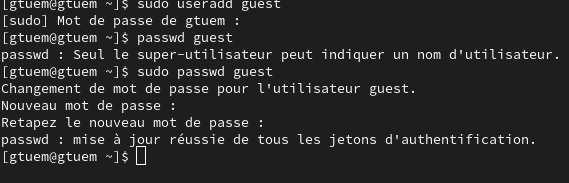 [gtuem@gtuem ~]$ sudo useradd guest
[sudo] Mot de passe de gtuem :
[gtuem@gtuem ~]$ passwd guest
passwd : Seul le super-utilisateur peut indiquer un nom d'utilisateur.
[gtuem@gtuem ~]$ sudo passwd guest
Changement de mot de passe pour l'utilisateur guest.
Nouveau mot de passe :
Retapez le nouveau mot de passe :
passwd : mise à jour réussie de tous les jetons d'authentification.
[gtuem@gtuem ~]$